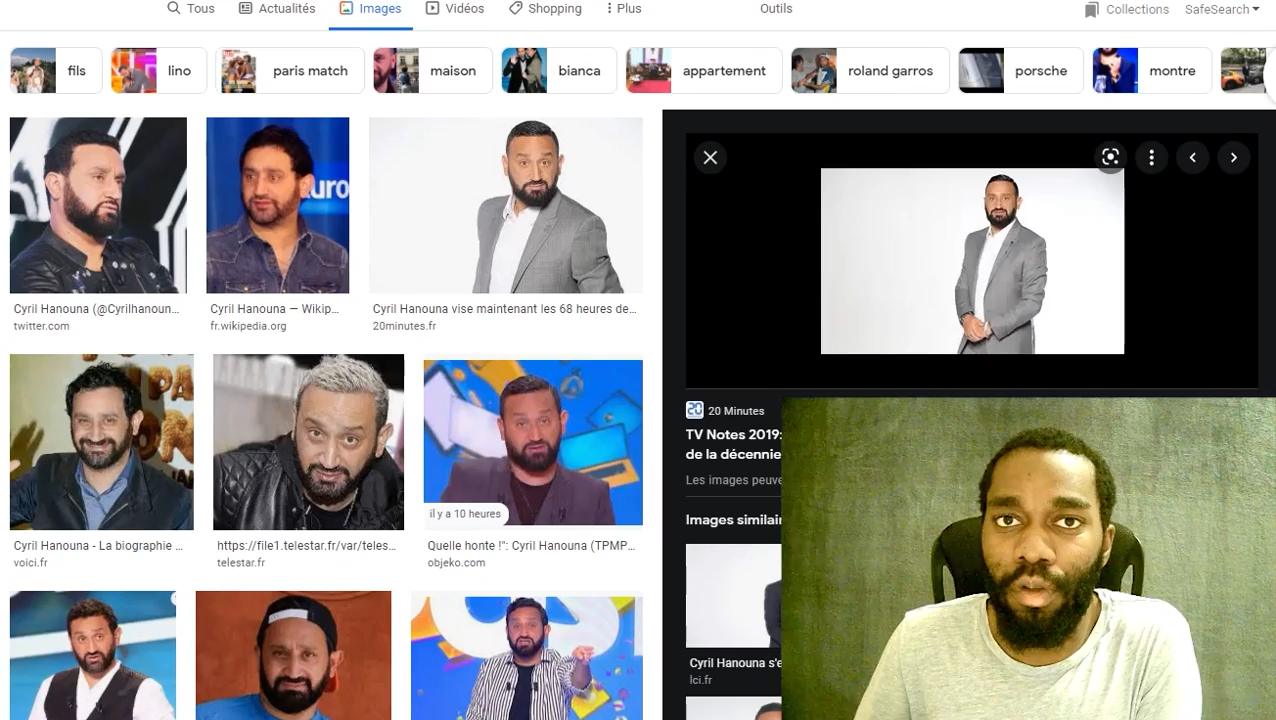 Tous Actualités Images Vidéos Shopping Plus Outils Collections SafeSearch
fils lino paris match maison bianca appartement roland garros porsche montre
Cyril Hanouna (@Cyrilhanoun...
twitter.com
Cyril Hanouna — Wikip...
fr.wikipedia.org
Cyril Hanouna vise maintenant les 68 heures de...
20minutes.fr
20 Minutes
TV Notes 2019:
de la décennie
Les images peuve
Images similair
il y a 10 heures
Cyril Hanouna - La biographie ...
voici.fr
https://file1.telestar.fr/var/teles...
telestar.fr
Quelle honte !": Cyril Hanouna (TPMP...
objeko.com
Cyril Hanouna s'e
lci.fr